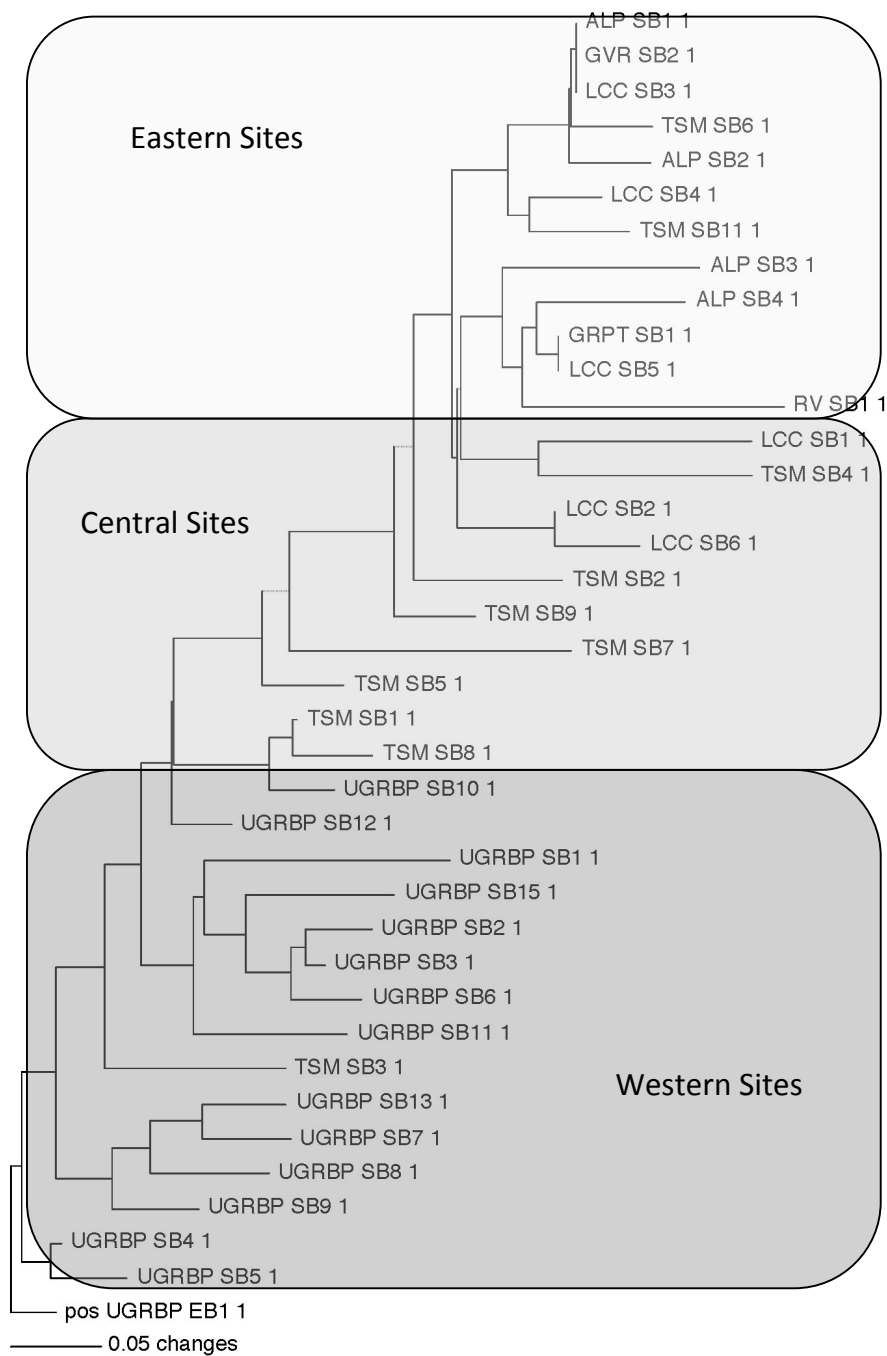 ALP SB1 1
GVR SB2 1
LCC SB3 1
TSM SB6 1
Eastern Sites
ALP SB2 1
LCC SB4 1
TSM SB11 1
ALP SB3 1
ALP SB4 1
GRPT SB1 1
LCC SB5 1
RV SB1 1
LCC SB1 1
TSM SB4 1
LCC SB2 1
Central Sites
LCC SB6 1
TSM SB2 1
TSM SB9 1
TSM SB7 1
TSM SB5 1
TSM SB1 1
TSM SB8 1
UGRBP SB10 1
UGRBP SB12 1
UGRBP SB1 1
UGRBP SB15 1
UGRBP SB2 1
UGRBP SB3 1
UGRBP SB6 1
UGRBP SB11 1
TSM SB3 1
Western Sites
UGRBP SB13 1
UGRBP SB7 1
UGRBP SB8 1
UGRBP SB9 1
UGRBP SB4 1
UGRBP SB5 1
pos UGRBP EB1 1
0.05 changes